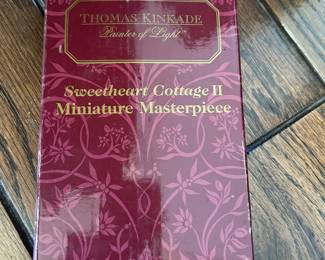 THOMAS KINKADE
Painter of Light™
Sweetheart Cottage II
Miniature Masterpiece